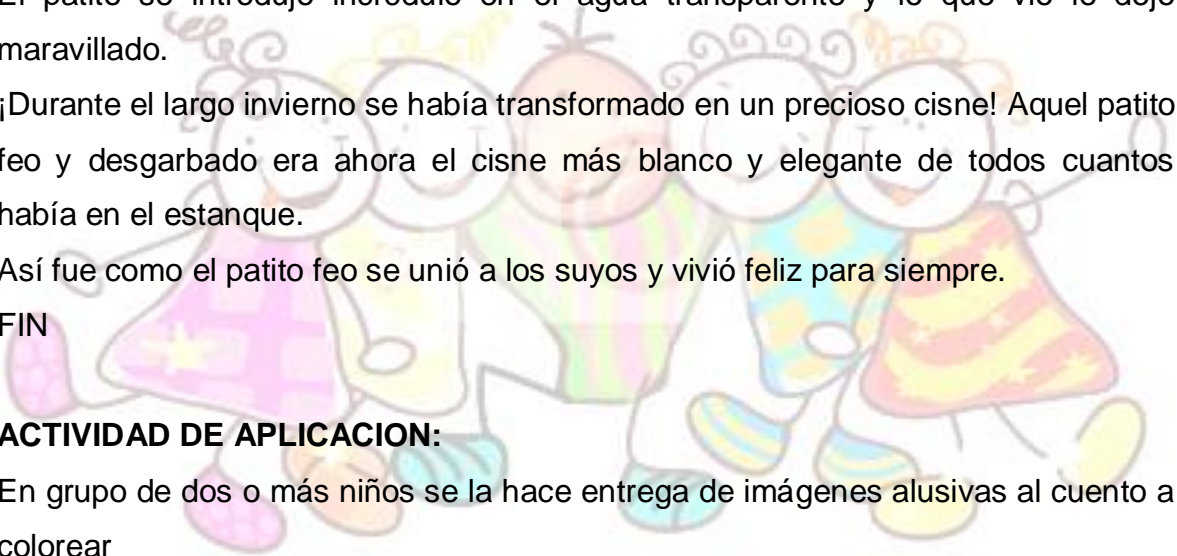 El patito se introdujo incrédulo en el agua transparente y lo que vio le dejó
maravillado.
¡Durante el largo invierno se había transformado en un precioso cisne! Aquel patito
feo y desgarbado era ahora el cisne más blanco y elegante de todos cuantos
había en el estanque.
Así fue como el patito feo se unió a los suyos y vivió feliz para siempre.
FIN
ACTIVIDAD DE APLICACION:
En grupo de dos o más niños se la hace entrega de imágenes alusivas al cuento a
colorear